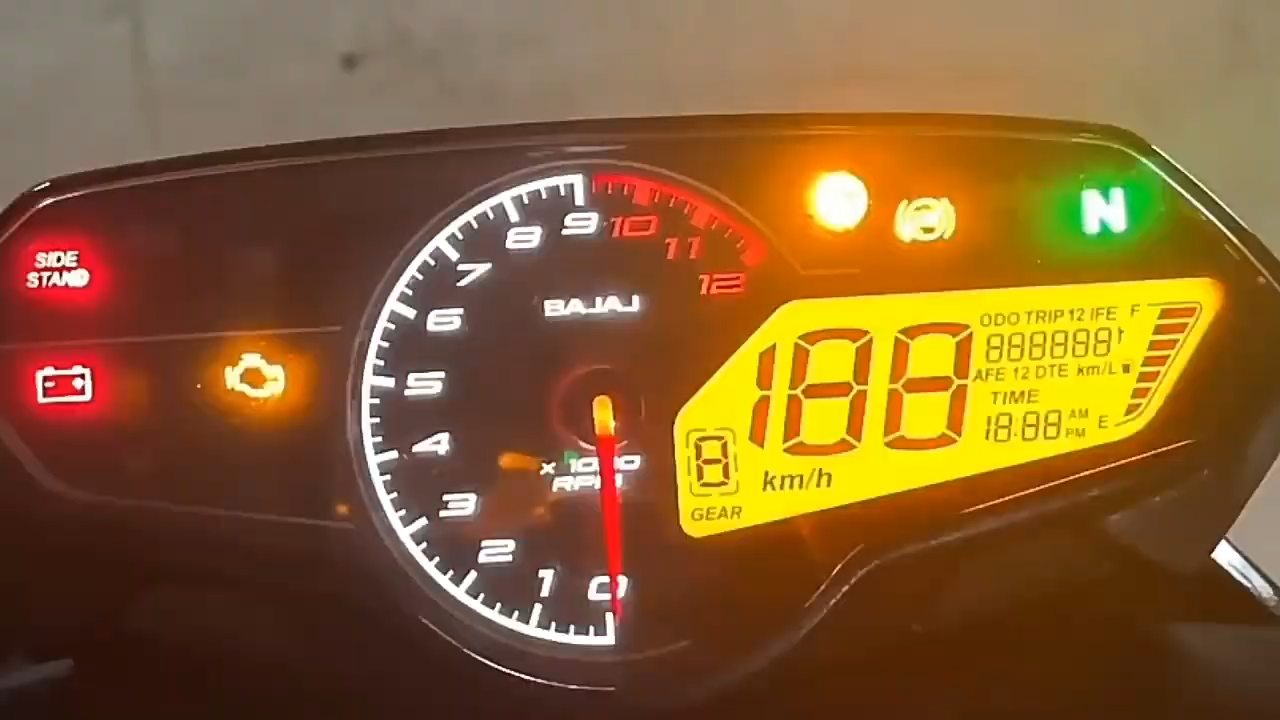 SIDE
STAND
N
9
10
8
11
7
12
BAJAJ
6
5
4
3
2
1
0
x 1000
RPM
ODO TRIP 12 IFE F
888888
AFE 12 DTE km/L
TIME
18:88 AM
PM
E
188
km/h
8
GEAR